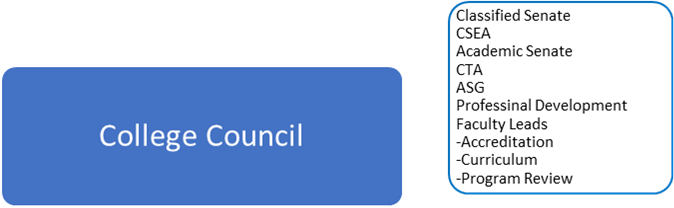 College Council
Classified Senate
CSEA
Academic Senate
CTA
ASG
Professinal Development
Faculty Leads
-Accreditation
-Curriculum
-Program Review